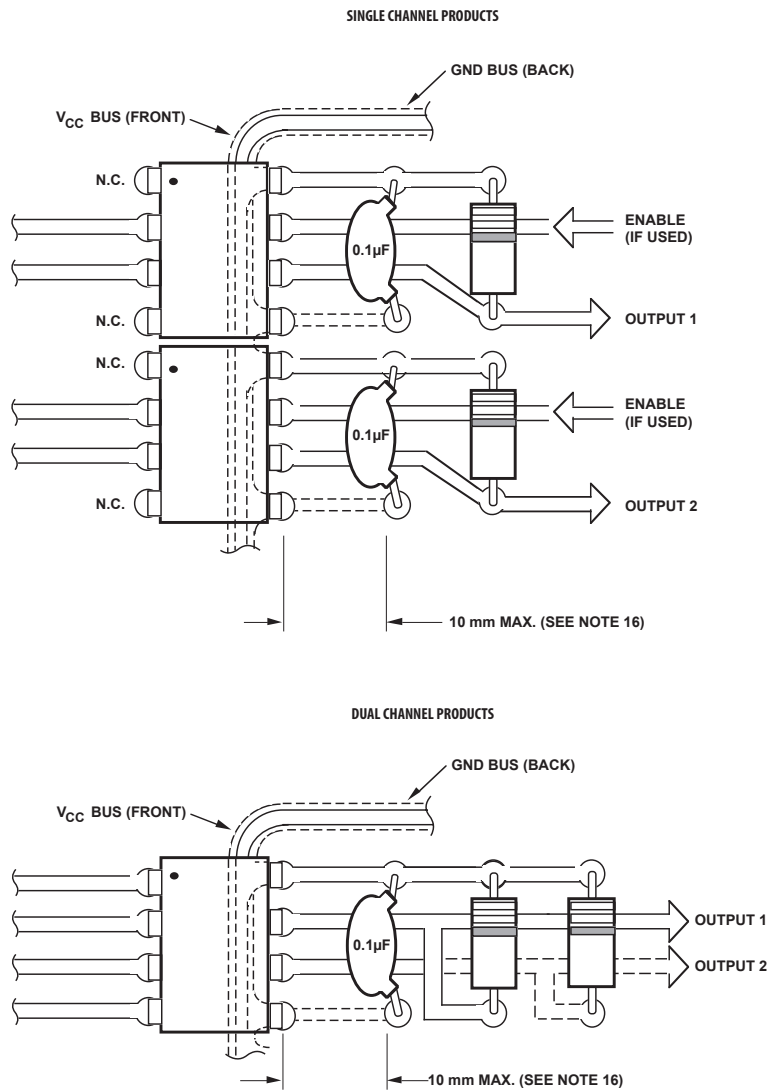 SINGLE CHANNEL PRODUCTS
GND BUS (BACK)
VCC BUS (FRONT)
N.C.
0.1µF
ENABLE
(IF USED)
N.C.
OUTPUT 1
N.C.
0.1µF
ENABLE
(IF USED)
N.C.
OUTPUT 2
10 mm MAX. (SEE NOTE 16)
DUAL CHANNEL PRODUCTS
GND BUS (BACK)
VCC BUS (FRONT)
OUTPUT 1
0.1µF
OUTPUT 2
10 mm MAX. (SEE NOTE 16)